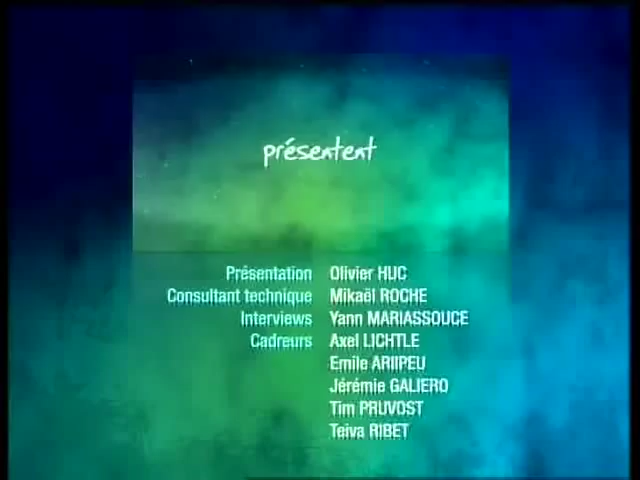 présentent
Présentation Olivier HUC
Consultant technique Mikaël ROCHE
Interviews Yann MARIASSOUCE
Cadreurs Axel LICHTLE
Emile ARIIPEU
Jérémie GALIERO
Tim PRUVOST
Teiva RIBET